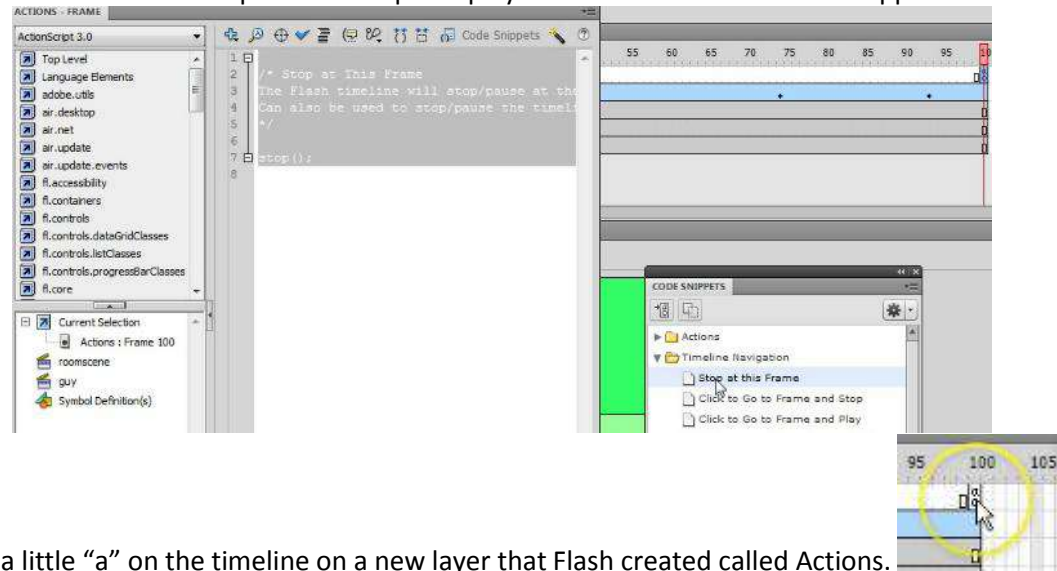 ACTIONS - FRAME
ActionScript 3.0
Top Level
Language Elements
adobe.utils
air.desktop
air.net
air.update
air.update.events
fl.accessibility
fl.containers
fl.controls
fl.controls.dataGridClasses
fl.controls.listClasses
fl.controls.progressBarClasses
fl.core
Current Selection
Actions : Frame 100
roomscene
guy
Symbol Definition(s)
Code Snippets
1
2 /* Stop at This Frame
3 The Flash timeline will stop/pause at the
4 Can also be used to stop/pause the timeli
5 */
6
7 stop();
8
55 60 65 70 75 80 85 90 95 10
CODE SNIPPETS
Actions
Timeline Navigation
Stop at this Frame
Click to Go to Frame and Stop
Click to Go to Frame and Play
95 100 105
a little “a” on the timeline on a new layer that Flash created called Actions.